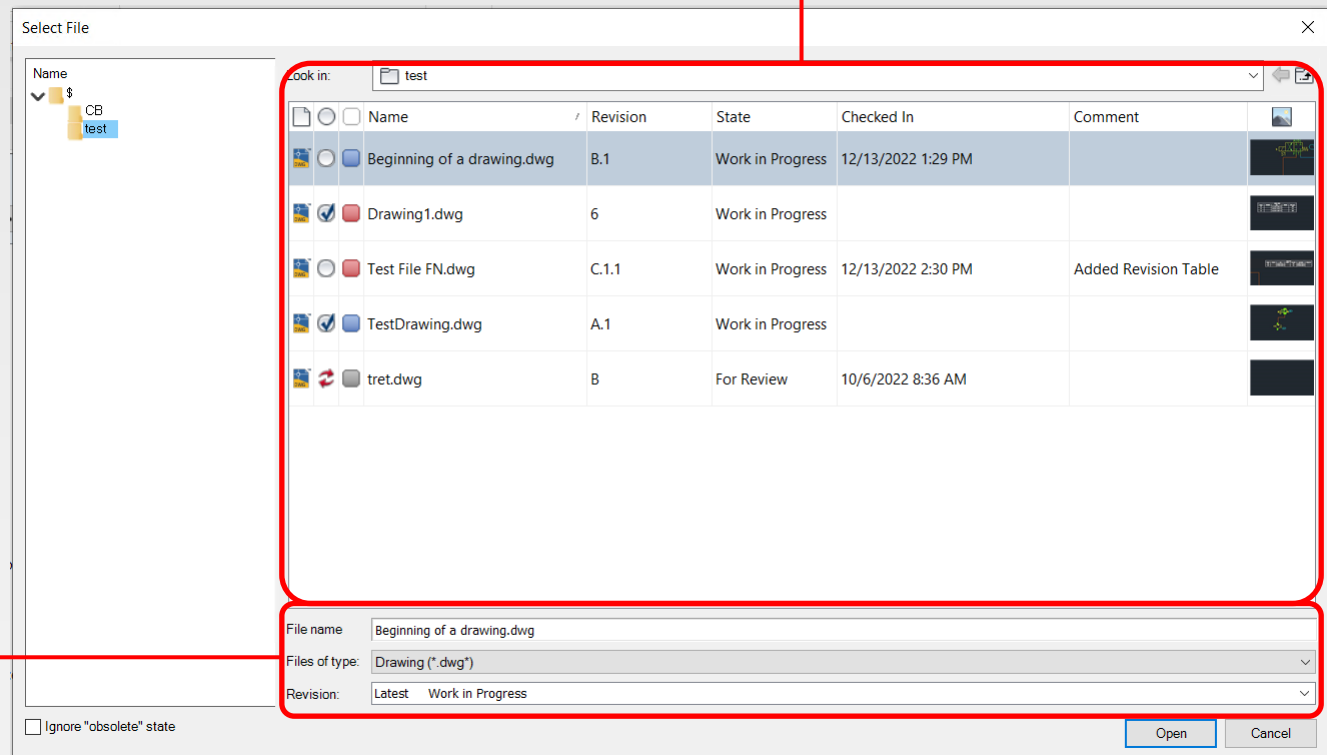 Select File
Name
$
CB
test
Look in: test
Name / Revision State Checked In Comment
Beginning of a drawing.dwg B.1 Work in Progress 12/13/2022 1:29 PM
Drawing1.dwg 6 Work in Progress
Test File FN.dwg C.1.1 Work in Progress 12/13/2022 2:30 PM Added Revision Table
TestDrawing.dwg A.1 Work in Progress
tret.dwg B For Review 10/6/2022 8:36 AM
File name Beginning of a drawing.dwg
Files of type: Drawing (*.dwg*)
Revision: Latest Work in Progress
Ignore "obsolete" state
Open Cancel